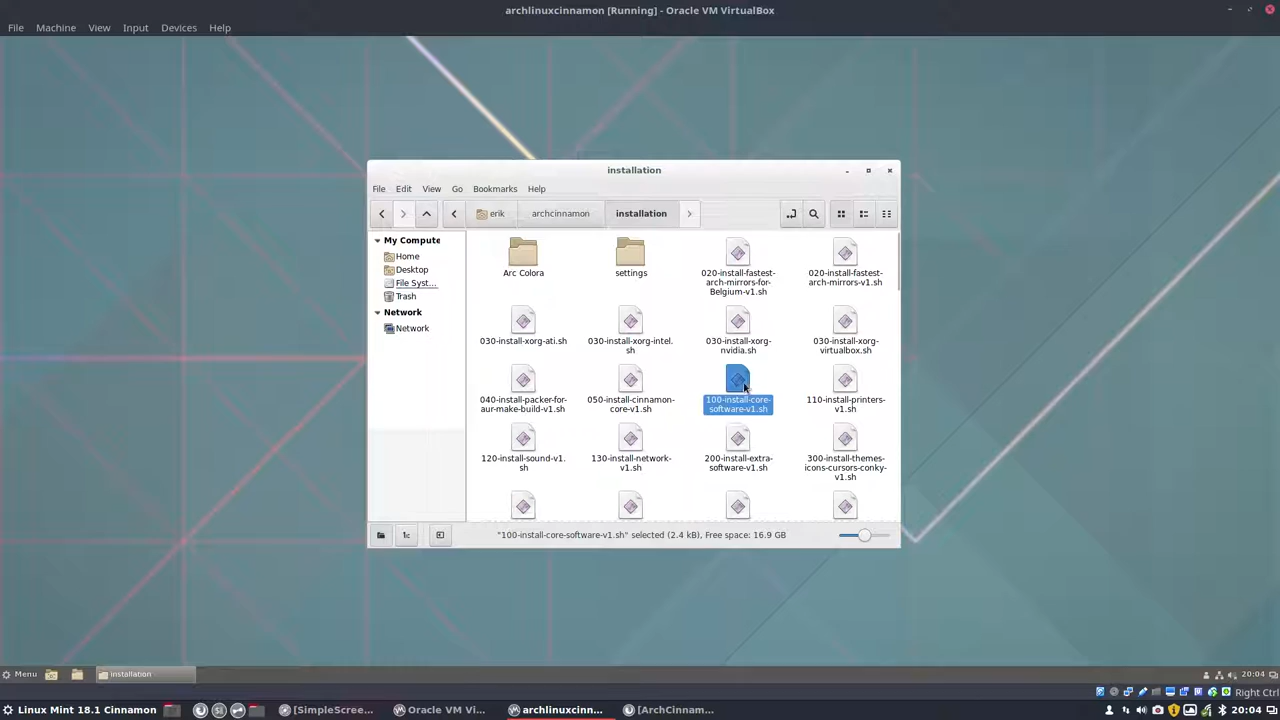 archlinuxcinnamon [Running] - Oracle VM VirtualBox
File Machine View Input Devices Help
installation
File Edit View Go Bookmarks Help
erik archcinnamon installation
My Compute
Home
Desktop
File Syst...
Trash
Network
Network
Arc Colora
settings
020-install-fastest-
arch-mirrors-for-
Belgium-v1.sh
020-install-fastest-
arch-mirrors-v1.sh
030-install-xorg-ati.sh
030-install-xorg-intel.
sh
030-install-xorg-
nvidia.sh
030-install-xorg-
virtualbox.sh
040-install-packer-for-
aur-make-build-v1.sh
050-install-cinnamon-
core-v1.sh
100-install-core-
software-v1.sh
110-install-printers-
v1.sh
120-install-sound-v1.
sh
130-install-network-
v1.sh
200-install-extra-
software-v1.sh
300-install-themes-
icons-cursors-conky-
v1.sh
"100-install-core-software-v1.sh" selected (2.4 kB), Free space: 16.9 GB
Menu installation 20:04
Right Ctrl
Linux Mint 18.1 Cinnamon [SimpleScree... Oracle VM Vi... archlinuxcinn... [ArchCinnam... 20:04